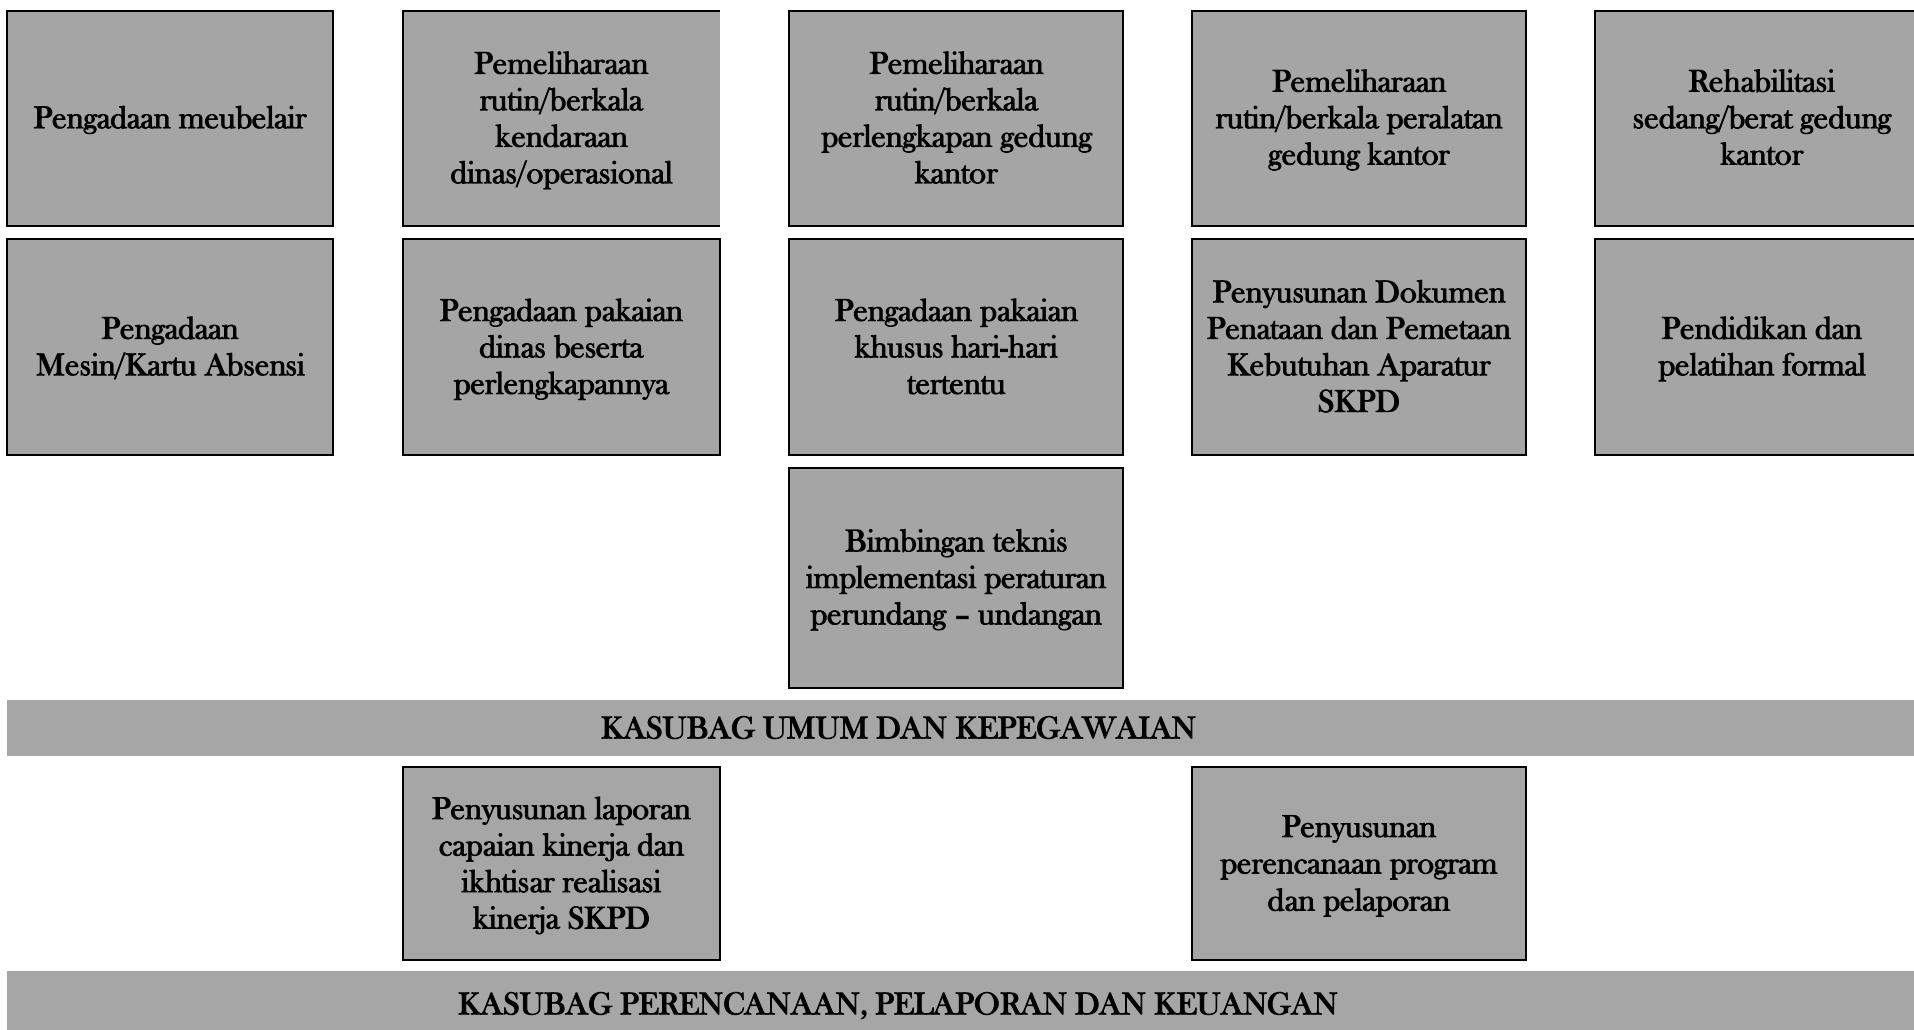 Pengadaan meubelair
Pemeliharaan
rutin/berkala
kendaraan
dinas/operasional
Pemeliharaan
rutin/berkala
perlengkapan gedung
kantor
Pemeliharaan
rutin/berkala peralatan
gedung kantor
Rehabilitasi
sedang/berat gedung
kantor
Pengadaan
Mesin/Kartu Absensi
Pengadaan pakaian
dinas beserta
perlengkapannya
Pengadaan pakaian
khusus hari-hari
tertentu
Penyusunan Dokumen
Penataan dan Pemetaan
Kebutuhan Aparatur
SKPD
Pendidikan dan
pelatihan formal
Bimbingan teknis
implementasi peraturan
perundang – undangan
KASUBAG UMUM DAN KEPEGAWAIAN
Penyusunan laporan
capaian kinerja dan
ikhtisar realisasi
kinerja SKPD
Penyusunan
perencanaan program
dan pelaporan
KASUBAG PERENCANAAN, PELAPORAN DAN KEUANGAN